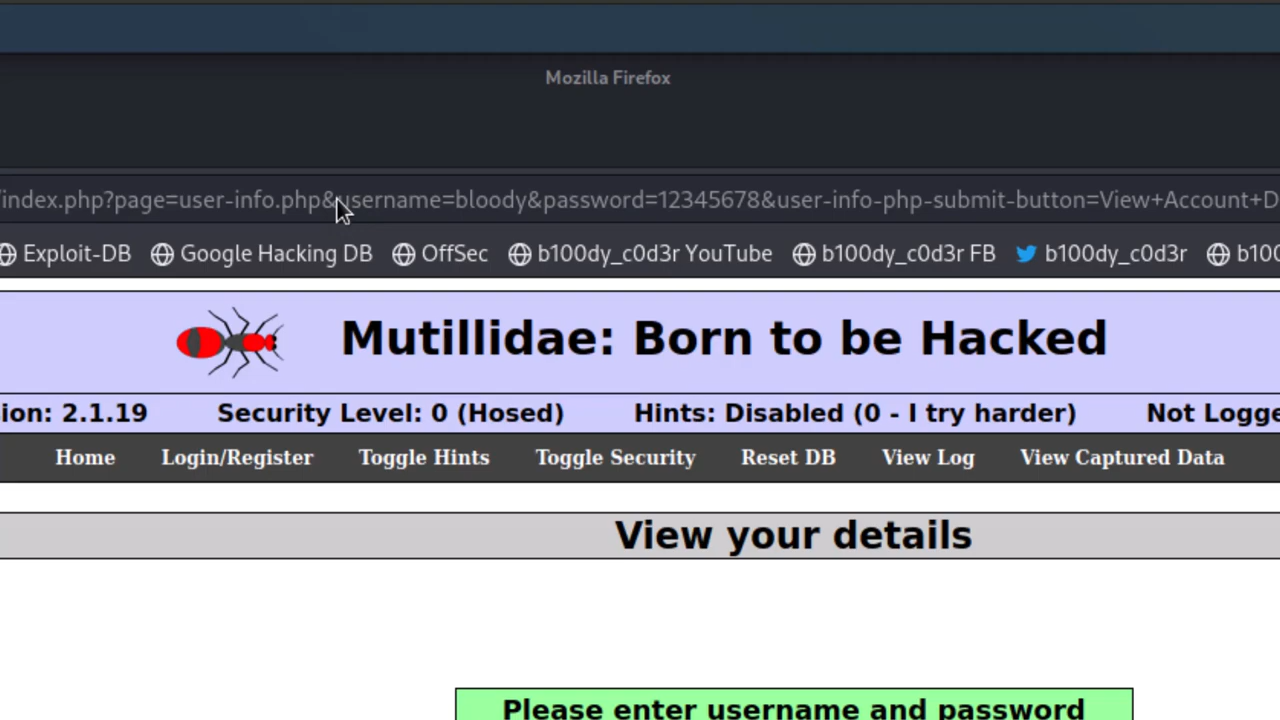 Mozilla Firefox
/index.php?page=user-info.php&username=bloody&password=12345678&user-info-php-submit-button=View+Account+D
Exploit-DB Google Hacking DB OffSec b100dy_c0d3r YouTube b100dy_c0d3r FB b100dy_c0d3r b100
Mutillidae: Born to be Hacked
ion: 2.1.19 Security Level: 0 (Hosed) Hints: Disabled (0 - I try harder) Not Logge
Home Login/Register Toggle Hints Toggle Security Reset DB View Log View Captured Data
View your details
Please enter username and password